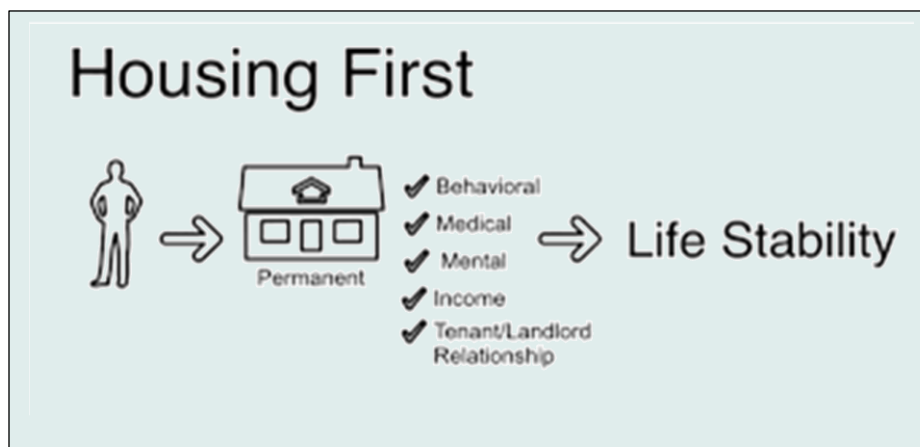 Housing First
Permanent
Behavioral
Medical
Mental
Income
Tenant/Landlord
Relationship
Life Stability